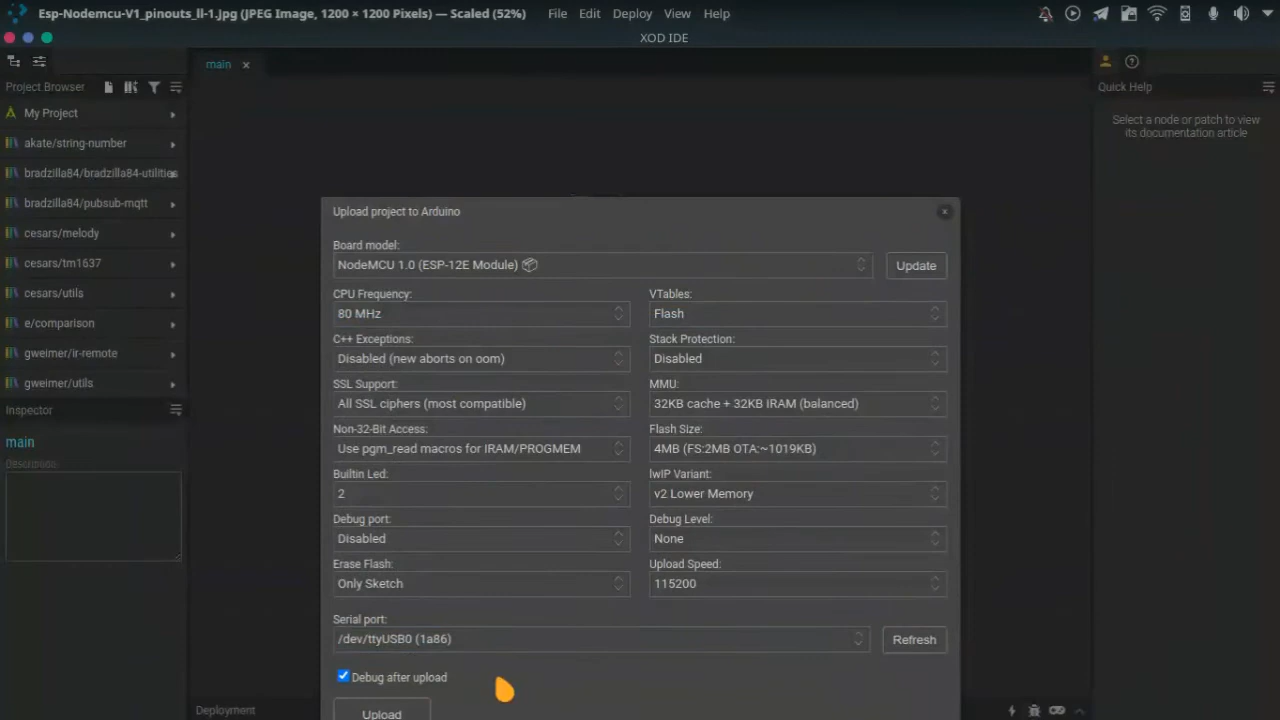 Esp-Nodemcu-V1_pinouts_ll-1.Jpg (JPEG Image, 1200 × 1200 Pixels) — Scaled (52%) File Edit Deploy View Help
XOD IDE
main
Project Browser
Quick Help
My Project
Select a node or patch to view
its documentation article
akate/string-number
bradzilla84/bradzilla84-utilities
bradzilla84/pubsub-mqtt
cesars/melody
cesars/tm1637
cesars/utils
e/comparison
gweimer/ir-remote
gweimer/utils
Inspector
main
Description:
Upload project to Arduino
Board model:
NodeMCU 1.0 (ESP-12E Module) Update
CPU Frequency: VTables:
80 MHz Flash
C++ Exceptions: Stack Protection:
Disabled (new aborts on oom) Disabled
SSL Support: MMU:
All SSL ciphers (most compatible) 32KB cache + 32KB IRAM (balanced)
Non-32-Bit Access: Flash Size:
Use pgm_read macros for IRAM/PROGMEM 4MB (FS:2MB OTA:~1019KB)
Builtin Led: lwIP Variant:
2 v2 Lower Memory
Debug port: Debug Level:
Disabled None
Erase Flash: Upload Speed:
Only Sketch 115200
Serial port:
/dev/ttyUSB0 (1a86) Refresh
Debug after upload
Upload
Deployment